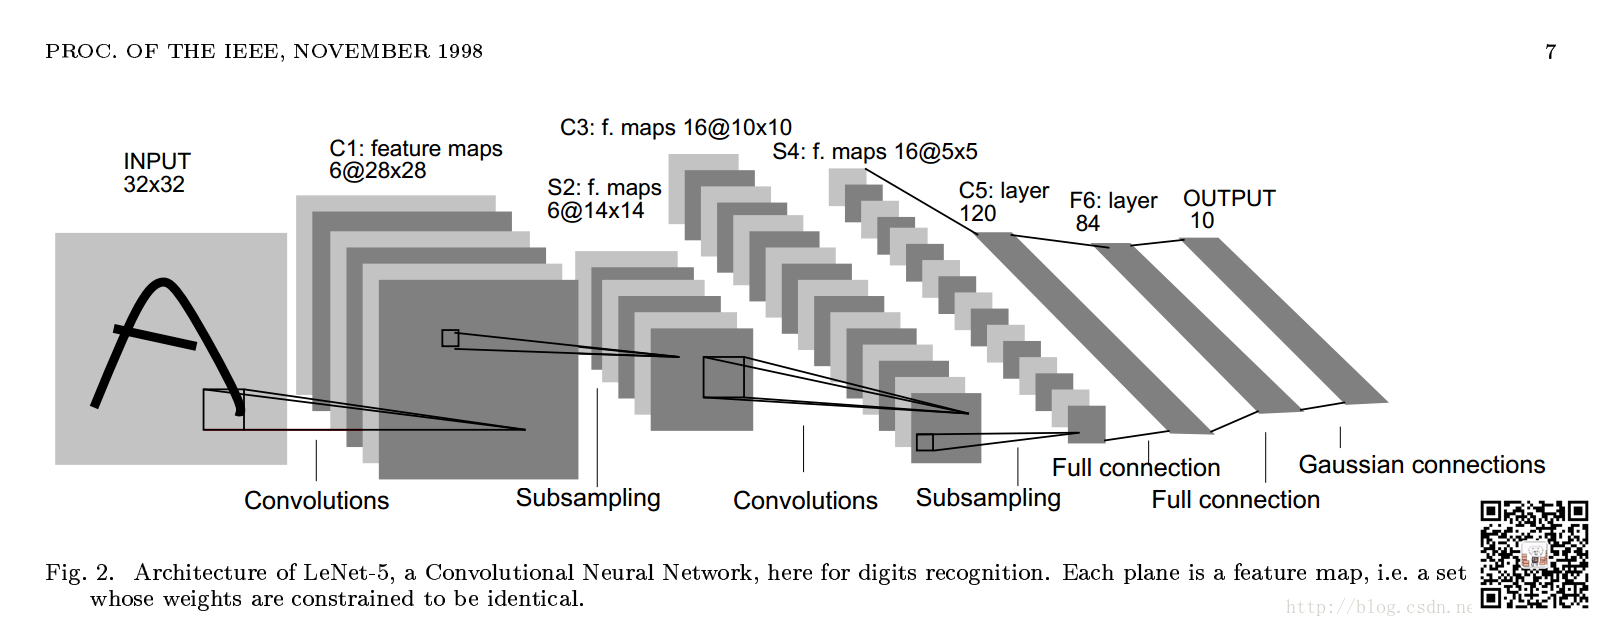 PROC. OF THE IEEE, NOVEMBER 1998 7
C3: f. maps 16@10x10
INPUT
32x32
C1: feature maps
6@28x28
S4: f. maps 16@5x5
S2: f. maps
6@14x14
C5: layer
120
F6: layer
84
OUTPUT
10
Convolutions
Subsampling
Convolutions
Subsampling
Full connection
Full connection
Gaussian connections
Fig. 2. Architecture of LeNet-5, a Convolutional Neural Network, here for digits recognition. Each plane is a feature map, i.e. a set
whose weights are constrained to be identical.
http://blog.csdn.ne